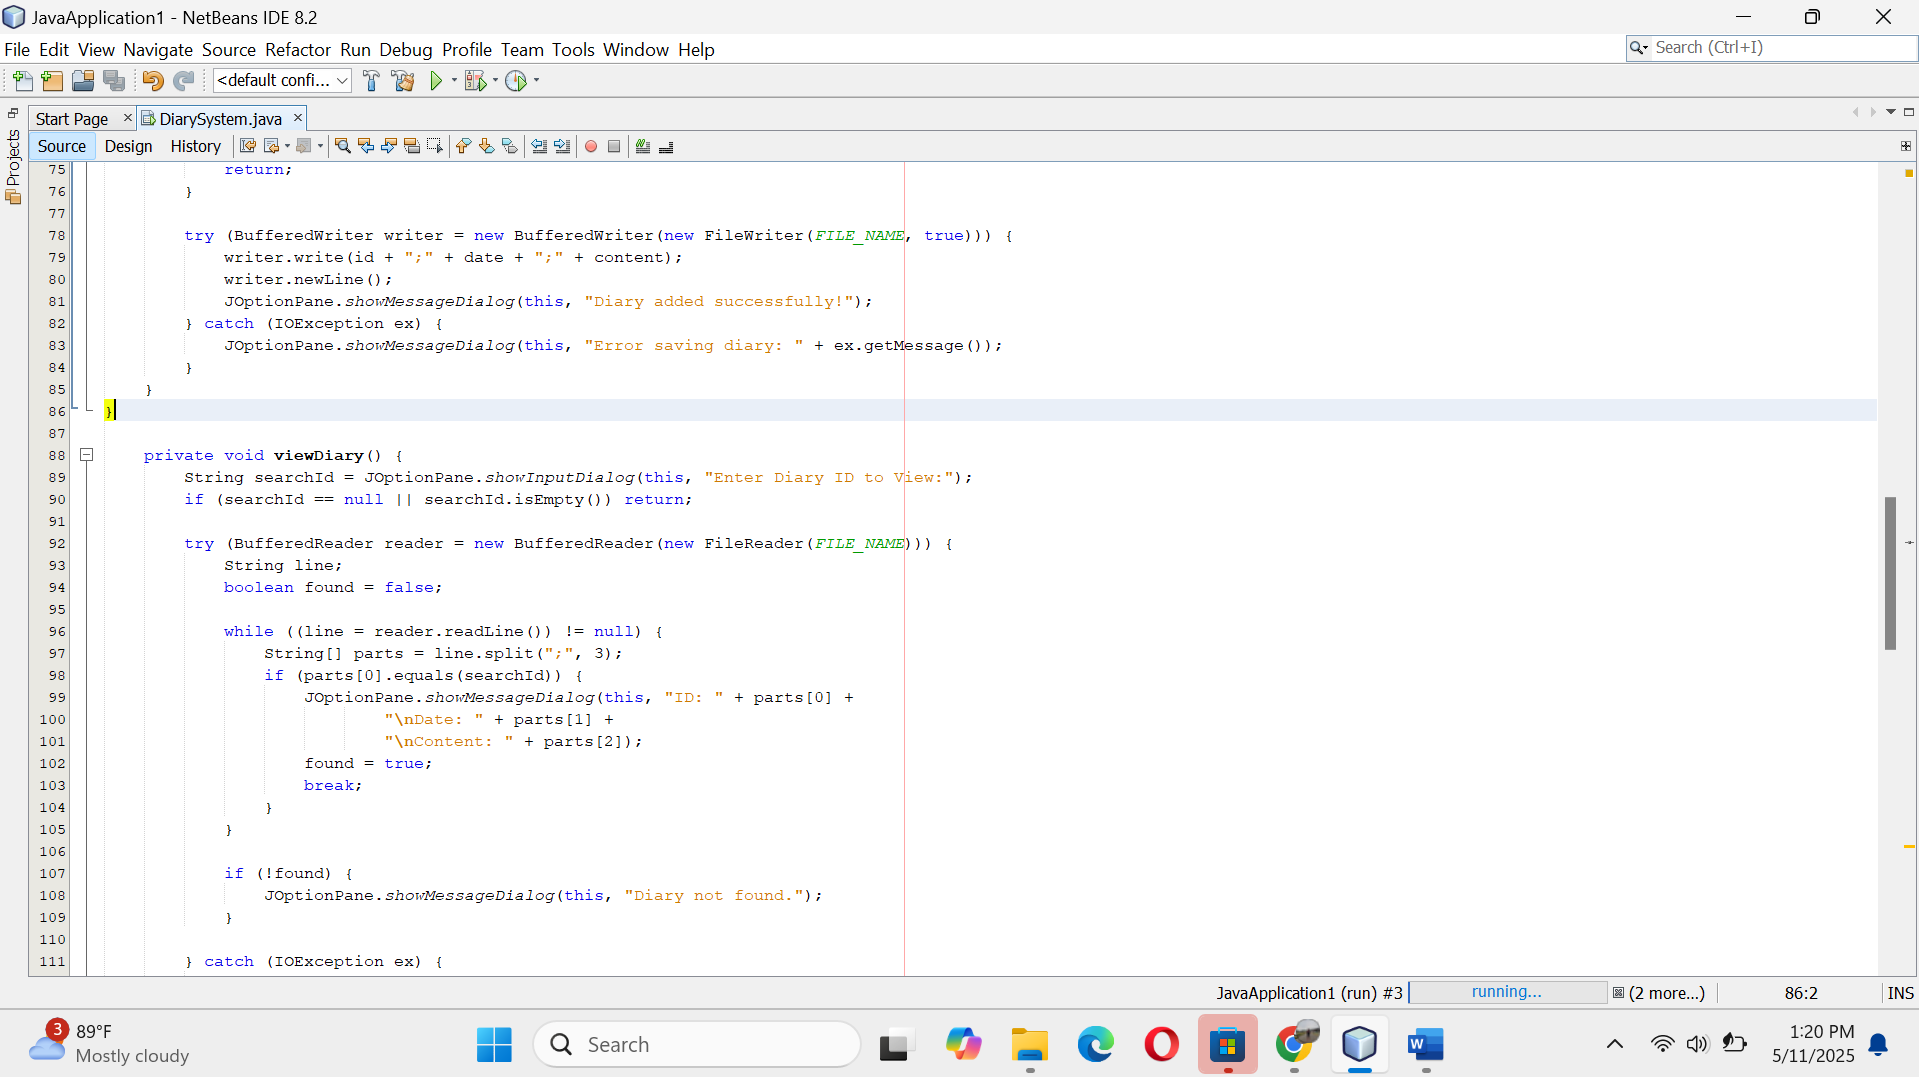 JavaApplication1 - NetBeans IDE 8.2
File Edit View Navigate Source Refactor Run Debug Profile Team Tools Window Help
Search (Ctrl+I)
<default confi...
Projects
Start Page
DiarySystem.java
Source Design History
75 return;
76 }
77
78 try (BufferedWriter writer = new BufferedWriter(new FileWriter(FILE_NAME, true))) {
79 writer.write(id + ";" + date + ";" + content);
80 writer.newLine();
81 JOptionPane.showMessageDialog(this, "Diary added successfully!");
82 } catch (IOException ex) {
83 JOptionPane.showMessageDialog(this, "Error saving diary: " + ex.getMessage());
84 }
85 }
86 }
87
88 private void viewDiary() {
89 String searchId = JOptionPane.showInputDialog(this, "Enter Diary ID to View:");
90 if (searchId == null || searchId.isEmpty()) return;
91
92 try (BufferedReader reader = new BufferedReader(new FileReader(FILE_NAME))) {
93 String line;
94 boolean found = false;
95
96 while ((line = reader.readLine()) != null) {
97 String[] parts = line.split(";", 3);
98 if (parts[0].equals(searchId)) {
99 JOptionPane.showMessageDialog(this, "ID: " + parts[0] +
100 "\nDate: " + parts[1] +
101 "\nContent: " + parts[2]);
102 found = true;
103 break;
104 }
105 }
106
107 if (!found) {
108 JOptionPane.showMessageDialog(this, "Diary not found.");
109 }
110
111 } catch (IOException ex) {
JavaApplication1 (run) #3 running... (2 more...) 86:2 INS
3
89°F
Mostly cloudy
Search
W
1:20 PM
5/11/2025